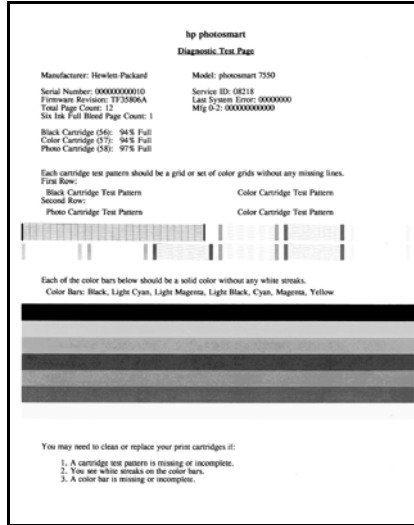 hp photosmart
Diagnostic Test Page
Manufacturer: Hewlett-Packard Model: photosmart 7550
Serial Number: 000000000010 Service ID: 08218
Firmware Revision: TF35806A Last System Error: 00000000
Total Page Count: 12 Mfg 0-2: 000000000000
Six Ink Full Bleed Page Count: 1
Black Cartridge (56): 94% Full
Color Cartridge (57): 94% Full
Photo Cartridge (58): 97% Full
Each cartridge test pattern should be a grid or set of color grids without any missing lines.
First Row:
Black Cartridge Test Pattern Color Cartridge Test Pattern
Second Row:
Photo Cartridge Test Pattern Color Cartridge Test Pattern
Each of the color bars below should be a solid color without any white streaks.
Color Bars: Black, Light Cyan, Light Magenta, Light Black, Cyan, Magenta, Yellow
You may need to clean or replace your print cartridges if:
1. A cartridge test pattern is missing or incomplete.
2. You see white streaks on the color bars.
3. A color bar is missing or incomplete.